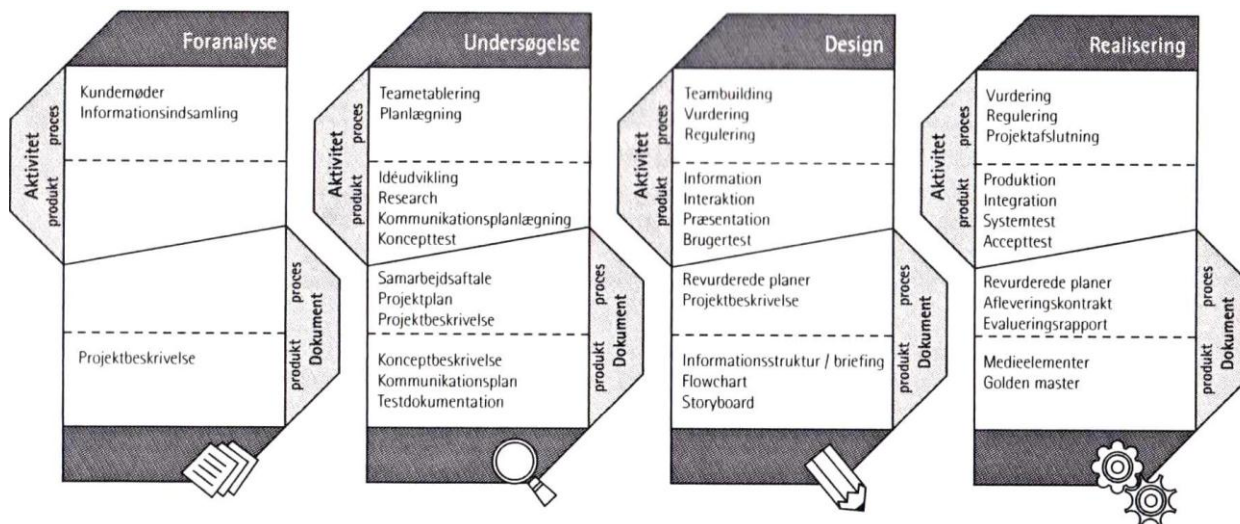 Foranalyse
Aktivitet
proces
produkt
Kundemøder
Informationsindsamling
Dokument
proces
produkt
Projektbeskrivelse
Undersøgelse
Aktivitet
proces
produkt
Teametablering
Planlægning
Idéudvikling
Research
Kommunikationsplanlægning
Koncepttest
Dokument
proces
produkt
Samarbejdsaftale
Projektplan
Projektbeskrivelse
Konceptbeskrivelse
Kommunikationsplan
Testdokumentation
Design
Aktivitet
proces
produkt
Teambuilding
Vurdering
Regulering
Information
Interaktion
Præsentation
Brugertest
Dokument
proces
produkt
Revurderede planer
Projektbeskrivelse
Informationsstruktur / briefing
Flowchart
Storyboard
Realisering
Aktivitet
proces
produkt
Vurdering
Regulering
Projektafslutning
Produktion
Integration
Systemtest
Accepttest
Dokument
proces
produkt
Revurderede planer
Afleveringskontrakt
Evalueringsrapport
Medieelementer
Golden master